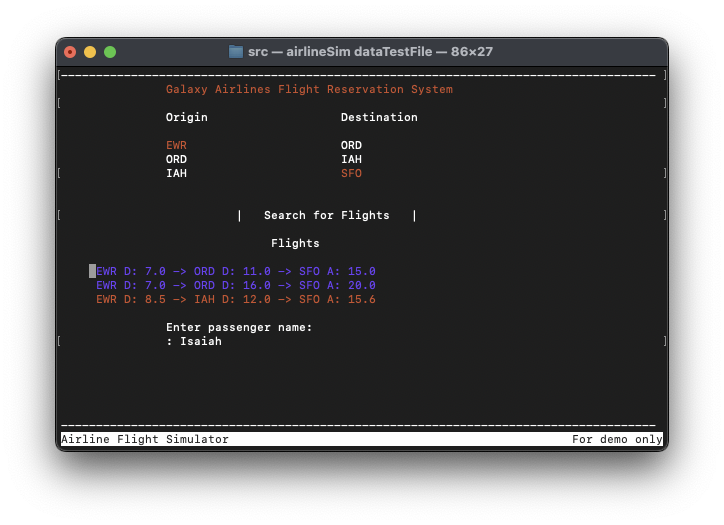 src — airlineSim dataTestFile — 86×27
Galaxy Airlines Flight Reservation System
Origin Destination
EWR ORD
ORD IAH
IAH SFO
| Search for Flights |
Flights
EWR D: 7.0 —> ORD D: 11.0 —> SFO A: 15.0
EWR D: 7.0 —> ORD D: 16.0 —> SFO A: 20.0
EWR D: 8.5 —> IAH D: 12.0 —> SFO A: 15.6
Enter passenger name:
: Isaiah
Airline Flight Simulator For demo only